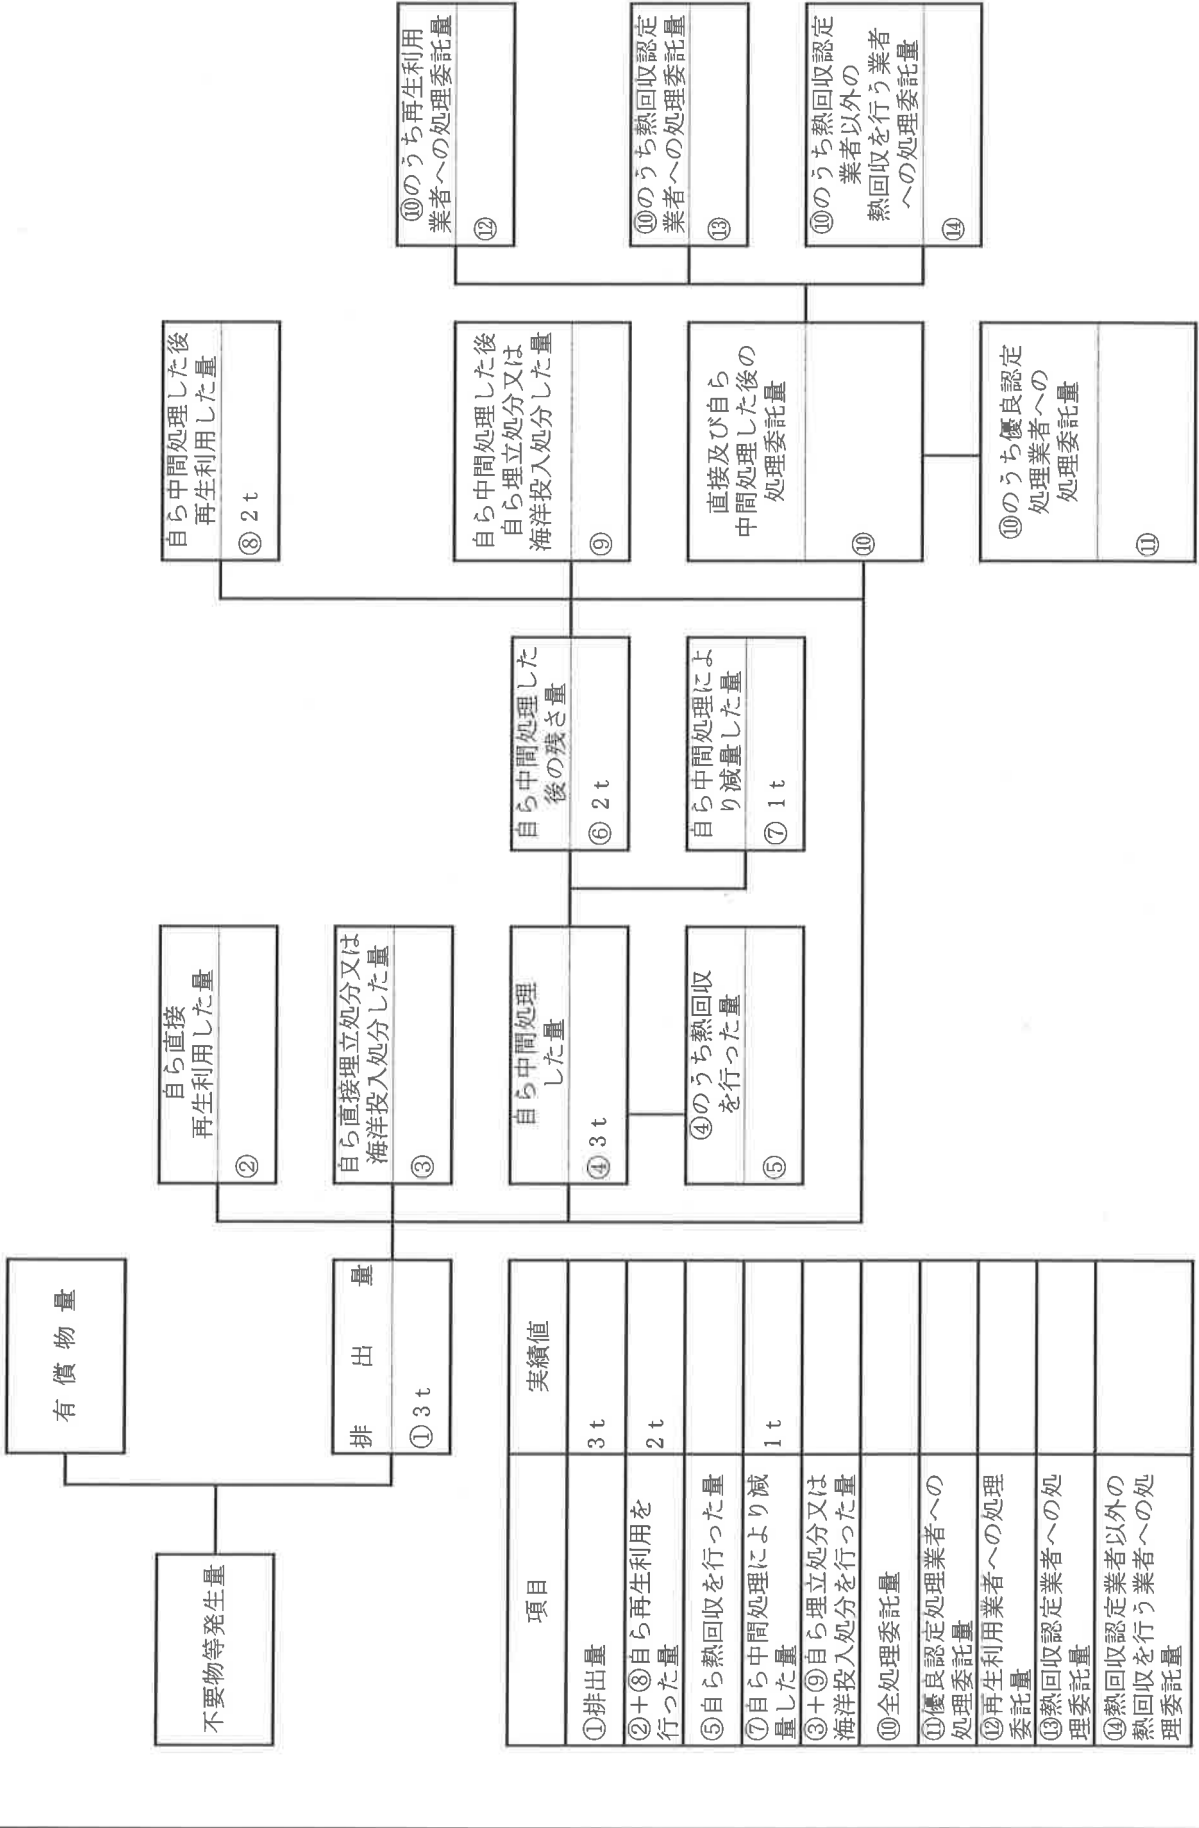 不要物等発生量
有償物量
排出量
①3t
自ら直接
再生利用した量
②
自ら直接埋立処分又は
海洋投入処分した量
③
自ら中間処理
した量
④3t
④のうち熱回収
を行った量
⑤
自ら中間処理した
後の残さ量
⑥2t
自ら中間処理によ
り減量した量
⑦1t
自ら中間処理した後
再生利用した量
⑧2t
自ら中間処理した後
自ら埋立処分又は
海洋投入処分した量
⑨
直接及び自ら
中間処理した後の
処理委託量
⑩
⑩のうち優良認定
処理業者への
処理委託量
⑪
⑩のうち再生利用
業者への処理委託量
⑫
⑩のうち熱回収認定
業者への処理委託量
⑬
⑩のうち熱回収認定
業者以外の
熱回収を行う業者
への処理委託量
⑭
項目 実績値
①排出量 3t
②+⑧自ら再生利用を
行った量 2t
⑤自ら熱回収を行った量
⑦自ら中間処理により減
量した量 1t
③+⑨自ら埋立処分又は
海洋投入処分を行った量
⑩全処理委託量
⑪優良認定処理業者への
処理委託量
⑫再生利用業者への処理
委託量
⑬熱回収認定業者への処
理委託量
⑭熱回収認定業者以外の
熱回収を行う業者への処
理委託量